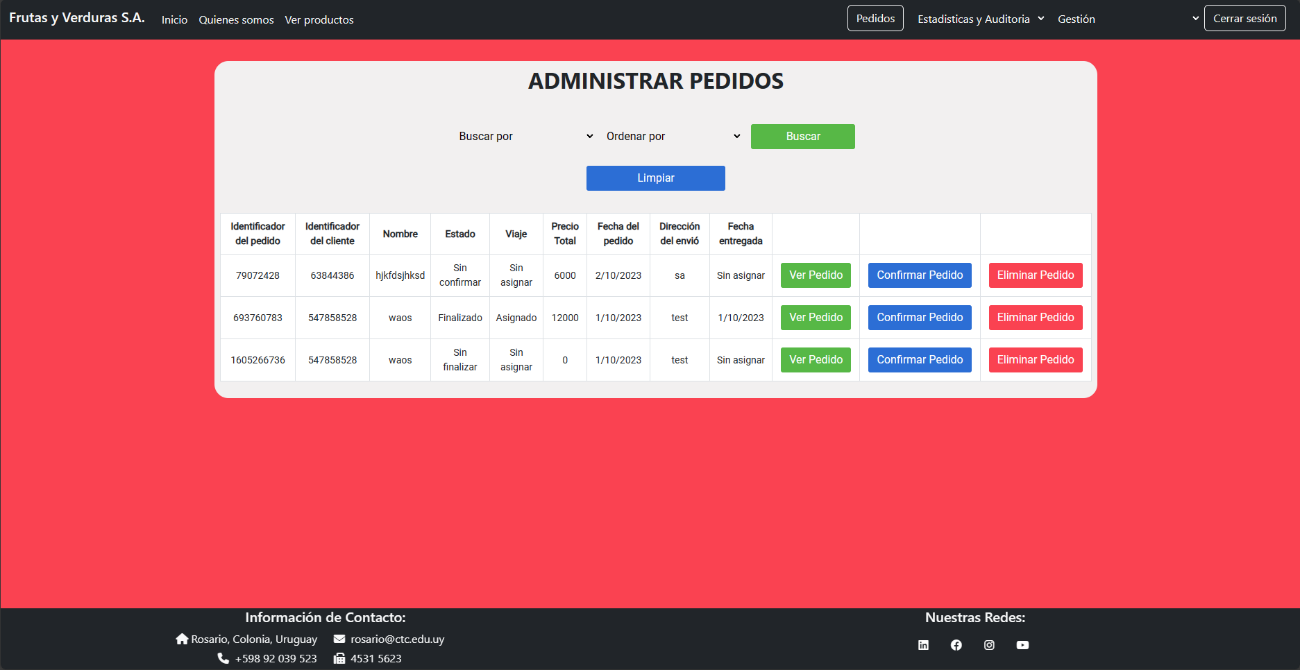 Frutas y Verduras S.A. Inicio Quienes somos Ver productos Pedidos Estadisticas y Auditoria Gestión Cerrar sesión
ADMINISTRAR PEDIDOS
Buscar por Ordenar por Buscar
Limpiar
Identificador del pedido Identificador del cliente Nombre Estado Viaje Precio Total Fecha del pedido Dirección del envió Fecha entregada
79072428 63844386 hjkfdsjhksd Sin confirmar Sin asignar 6000 2/10/2023 sa Sin asignar Ver Pedido Confirmar Pedido Eliminar Pedido
693760783 547858528 waos Finalizado Asignado 12000 1/10/2023 test 1/10/2023 Ver Pedido Confirmar Pedido Eliminar Pedido
1605266736 547858528 waos Sin finalizar Sin asignar 0 1/10/2023 test Sin asignar Ver Pedido Confirmar Pedido Eliminar Pedido
Información de Contacto: Nuestras Redes:
Rosario, Colonia, Uruguay rosario@ctc.edu.uy
+598 92 039 523 4531 5623